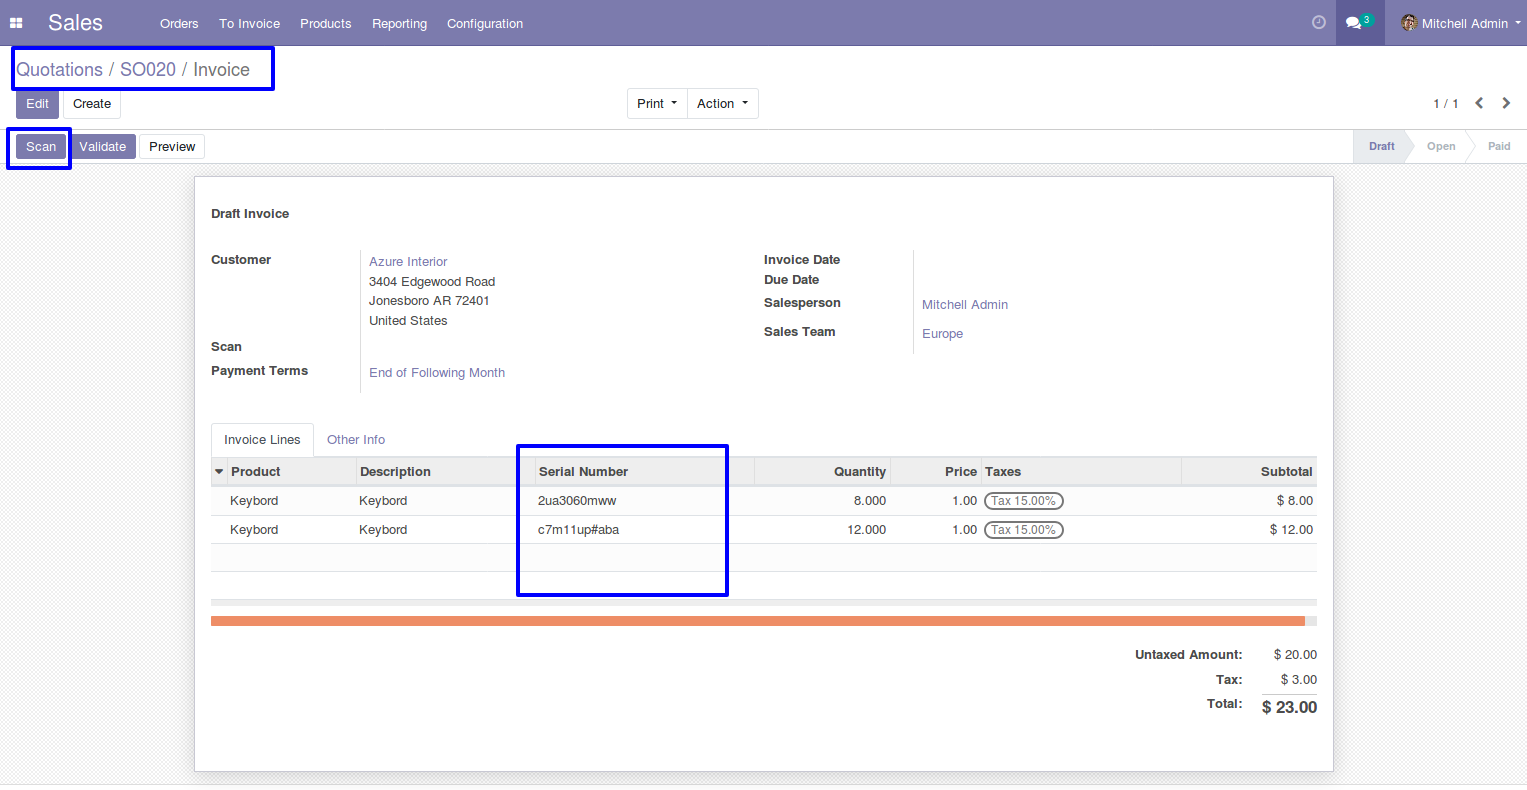 Sales Orders To Invoice Products Reporting Configuration 3 Mitchell Admin
Quotations / SO020 / Invoice
Edit Create Print Action 1 / 1
Scan Validate Preview Draft Open Paid
Draft Invoice
Customer Azure Interior
3404 Edgewood Road
Jonesboro AR 72401
United States
Scan
Payment Terms End of Following Month
Invoice Date
Due Date
Salesperson Mitchell Admin
Sales Team Europe
Invoice Lines Other Info
Product Description Serial Number Quantity Price Taxes Subtotal
Keybord Keybord 2ua3060mww 8.000 1.00 Tax 15.00% $ 8.00
Keybord Keybord c7m11up#aba 12.000 1.00 Tax 15.00% $ 12.00
Untaxed Amount: $ 20.00
Tax: $ 3.00
Total: $ 23.00